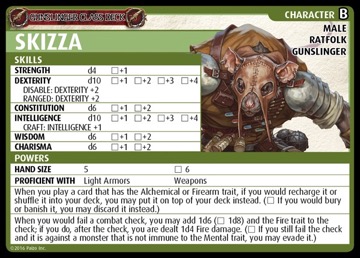 GUNSLINGER CLASS DECK
CHARACTER B
SKIZZA
MALE
RATFOLK
GUNSLINGER
SKILLS
STRENGTH d4 □ +1
DEXTERITY d10 □ +1 □ +2 □ +3 □ +4
DISABLE: DEXTERITY +2
RANGED: DEXTERITY +2
CONSTITUTION d6 □ +1 □ +2
INTELLIGENCE d10 □ +1 □ +2 □ +3 □ +4
CRAFT: INTELLIGENCE +1
WISDOM d6 □ +1 □ +2
CHARISMA d6 □ +1 □ +2
POWERS
HAND SIZE 5 □ 6
PROFICIENT WITH Light Armors Weapons
When you play a card that has the Alchemical or Firearm trait, if you would recharge it or
shuffle it into your deck, you may put it on top of your deck instead. (□ If you would bury
or banish it, you may discard it instead.)
When you would fail a combat check, you may add 1d6 (□ 1d8) and the Fire trait to the
check; if you do, after the check, you are dealt 1d4 Fire damage. (□ If you still fail the check
and it is against a monster that is not immune to the Mental trait, you may evade it.)
©2016 Paizo Inc.